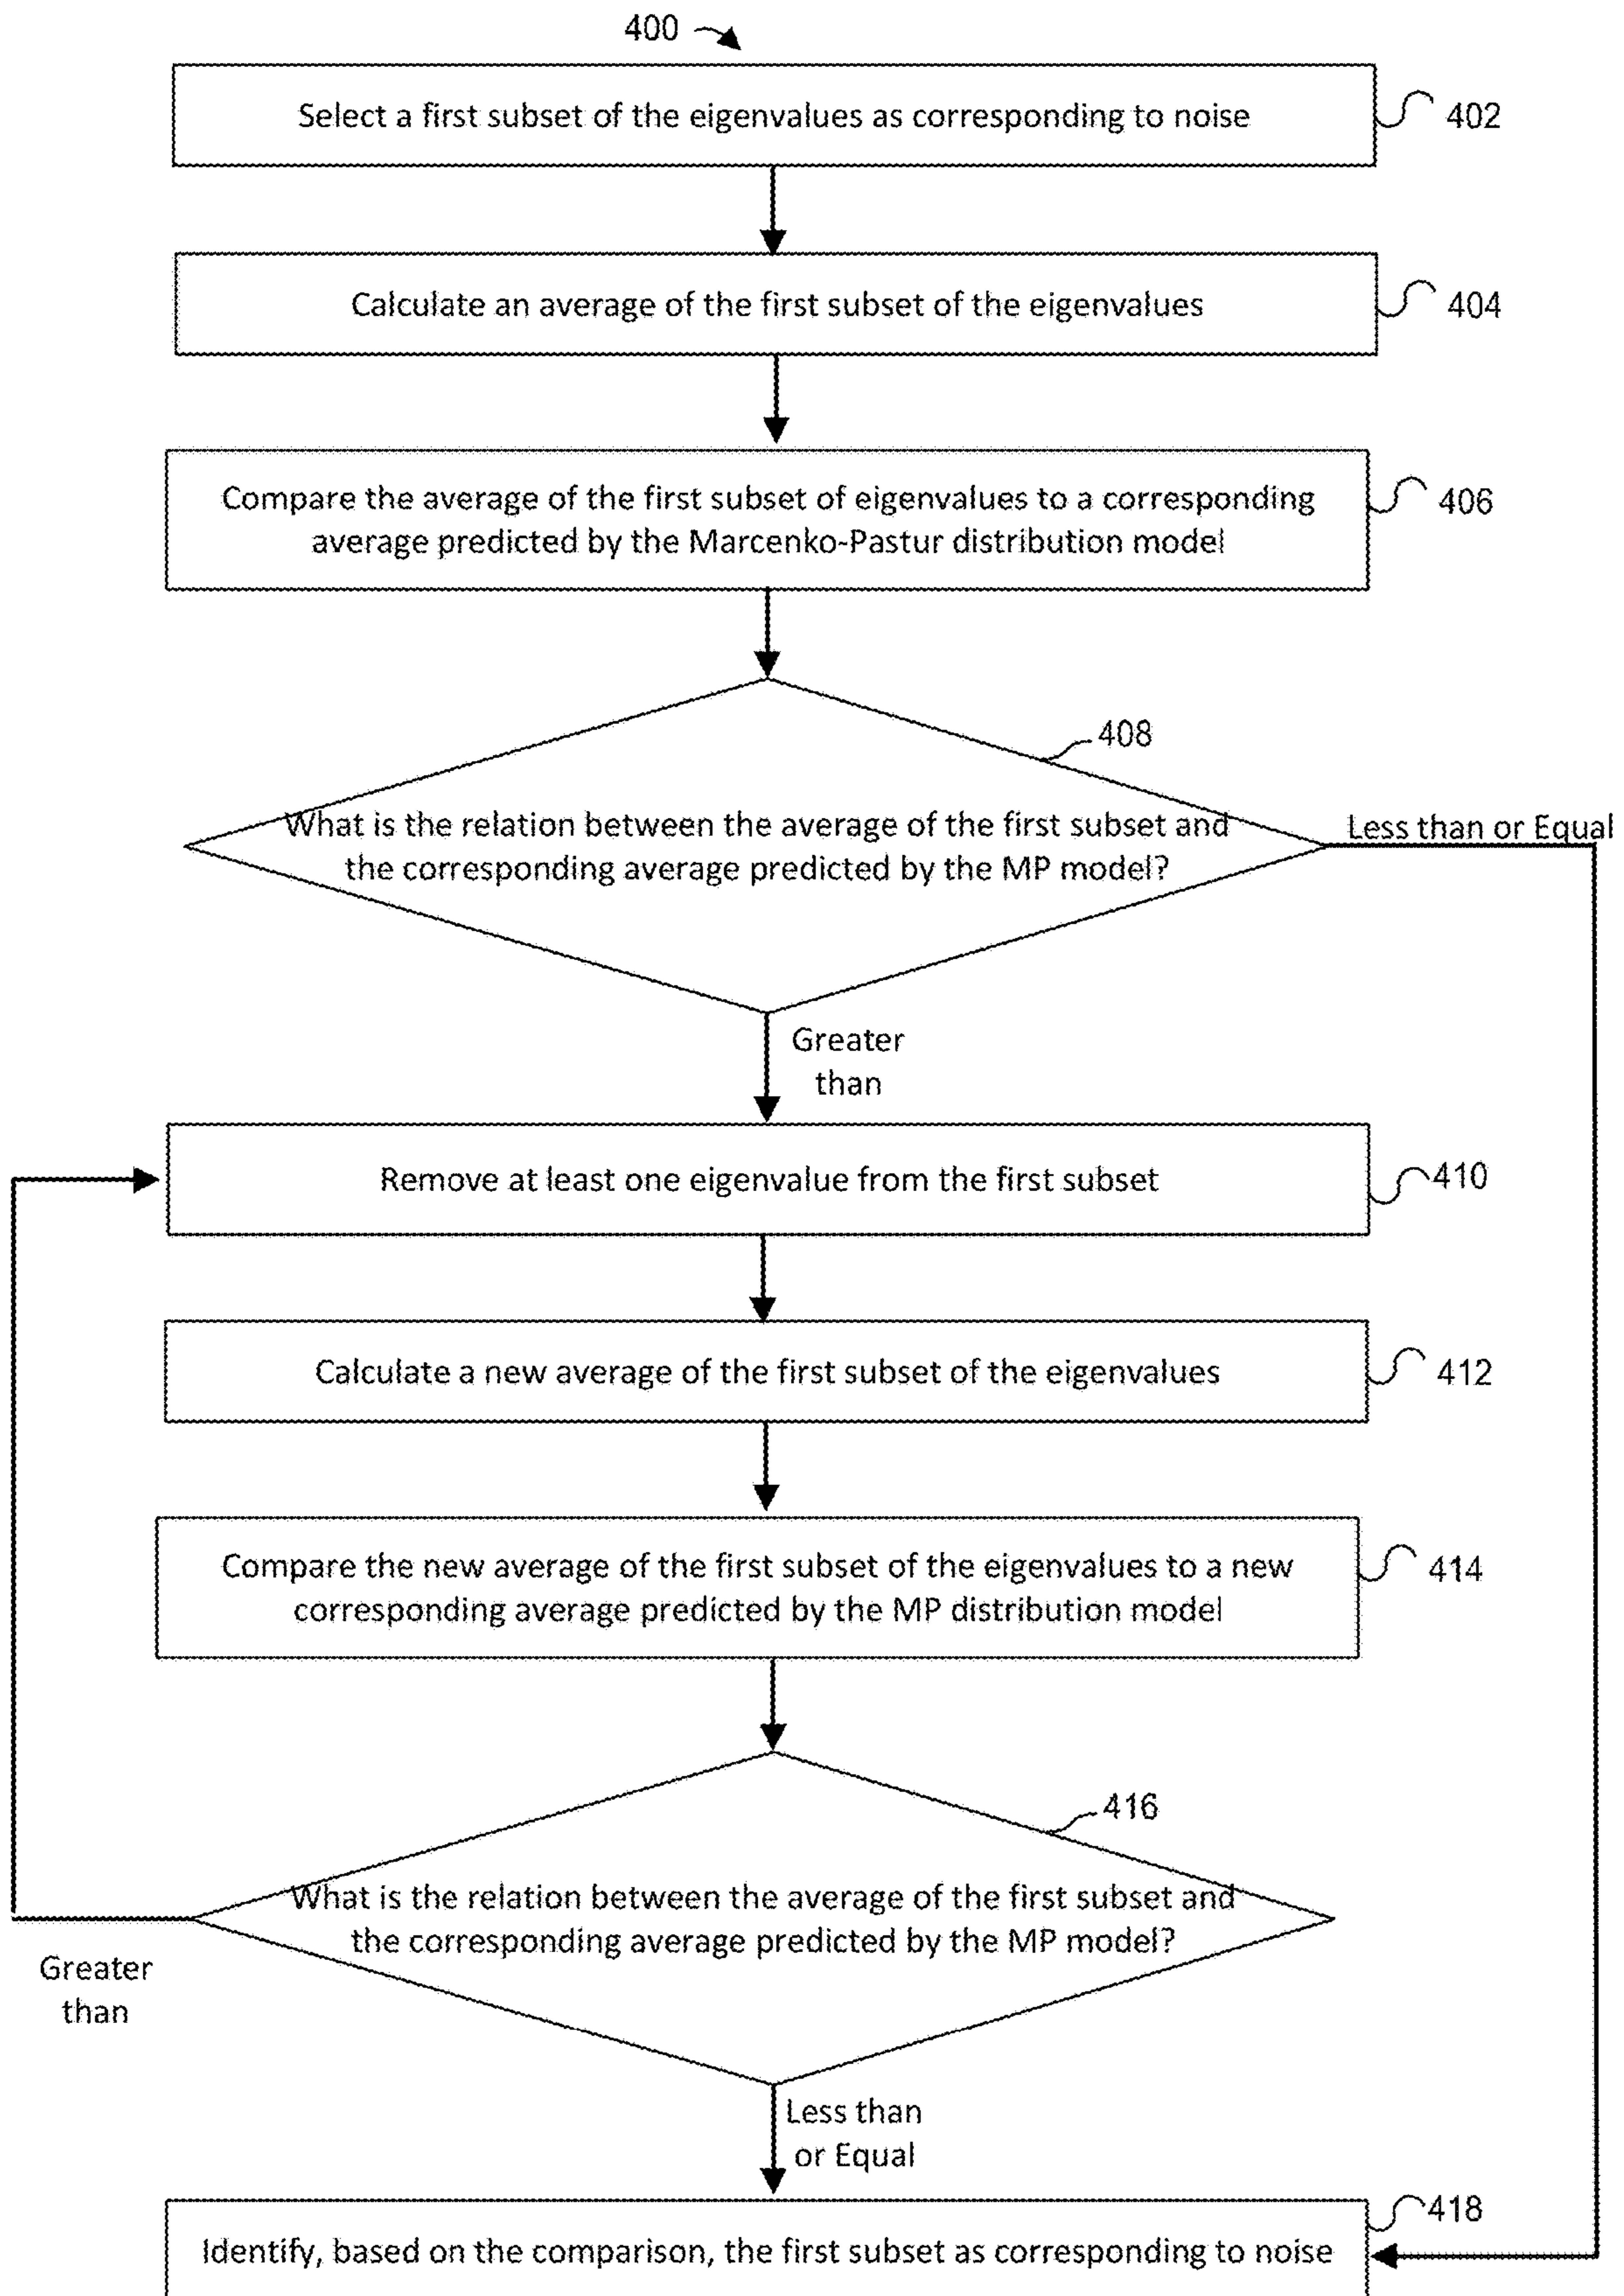 400
Select a first subset of the eigenvalues as corresponding to noise
402
Calculate an average of the first subset of the eigenvalues
404
Compare the average of the first subset of eigenvalues to a corresponding
average predicted by the Marcenko-Pastur distribution model
406
408
What is the relation between the average of the first subset and
the corresponding average predicted by the MP model?
Less than or Equal
Greater
than
Remove at least one eigenvalue from the first subset
410
Calculate a new average of the first subset of the eigenvalues
412
Compare the new average of the first subset of the eigenvalues to a new
corresponding average predicted by the MP distribution model
414
416
What is the relation between the average of the first subset and
the corresponding average predicted by the MP model?
Greater
than
Less than
or Equal
418
Identify, based on the comparison, the first subset as corresponding to noise